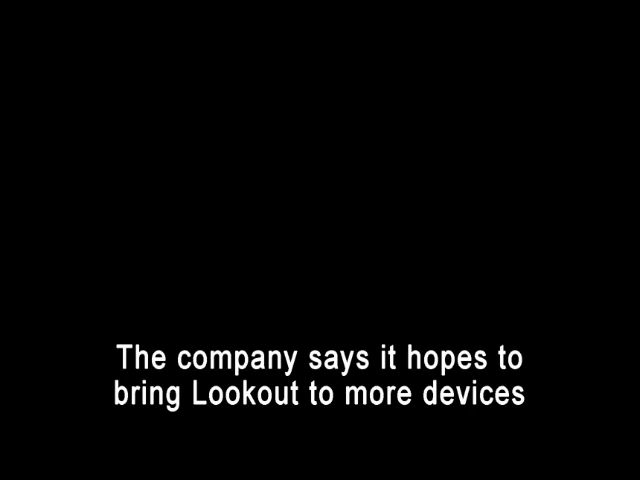 The company says it hopes to
bring Lookout to more devices